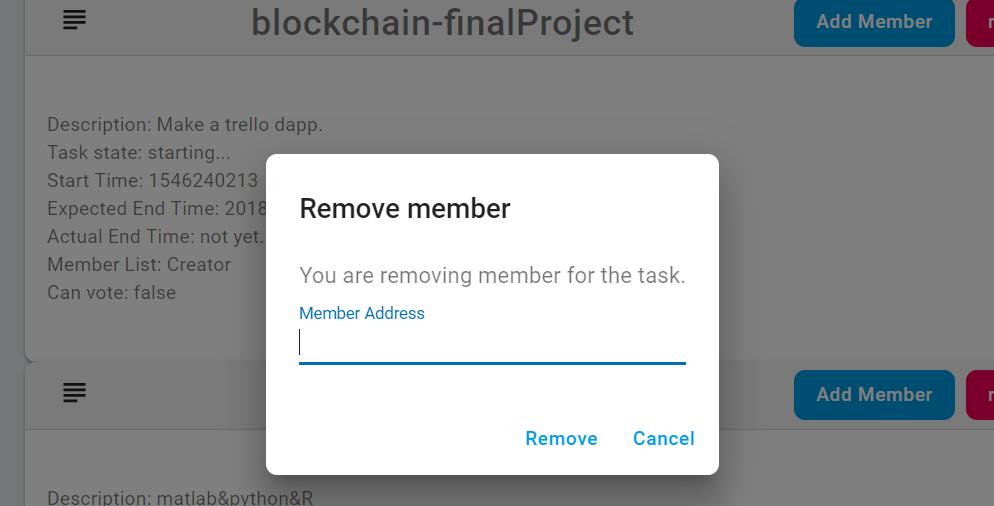 blockchain-finalProject
Add Member
r
Description: Make a trello dapp.
Task state: starting...
Start Time: 1546240213
Expected End Time: 2018
Actual End Time: not yet.
Member List: Creator
Can vote: false
Remove member
You are removing member for the task.
Member Address
Remove
Cancel
Add Member
r
Description: matlab&python&R